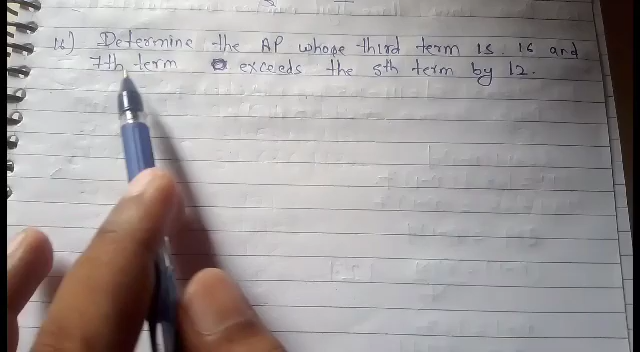 16) Determine the AP whose third term is 16 and
7th term exceeds the 5th term by 12.